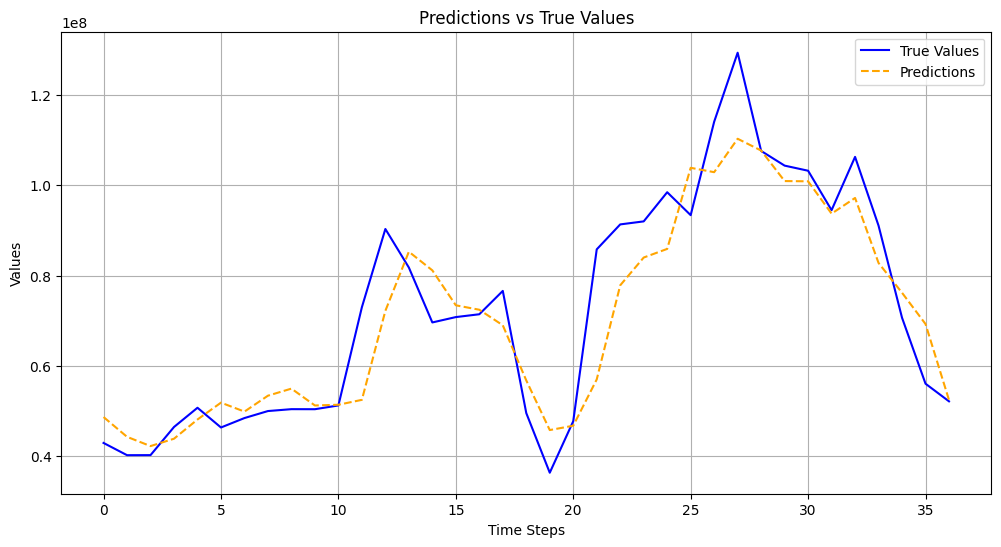 Predictions vs True Values
1e8
True Values
Predictions
1.2
1.0
0.8
0.6
0.4
Values
0 5 10 15 20 25 30 35
Time Steps